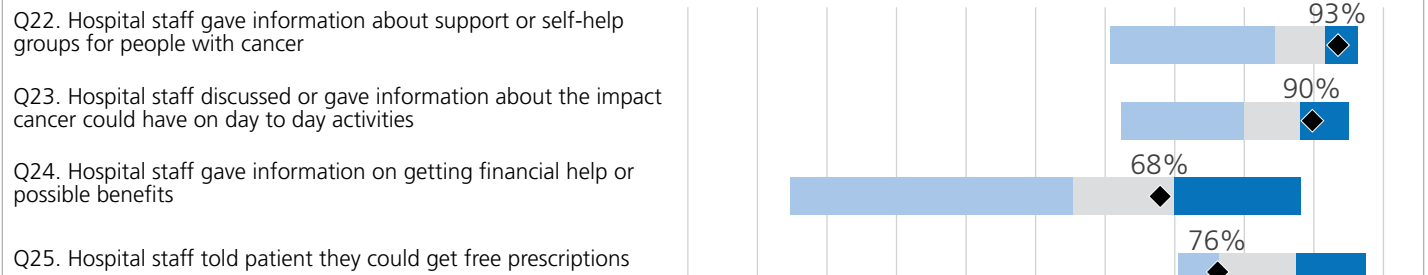 Q22. Hospital staff gave information about support or self-help
groups for people with cancer
93%
Q23. Hospital staff discussed or gave information about the impact
cancer could have on day to day activities
90%
Q24. Hospital staff gave information on getting financial help or
possible benefits
68%
Q25. Hospital staff told patient they could get free prescriptions
76%